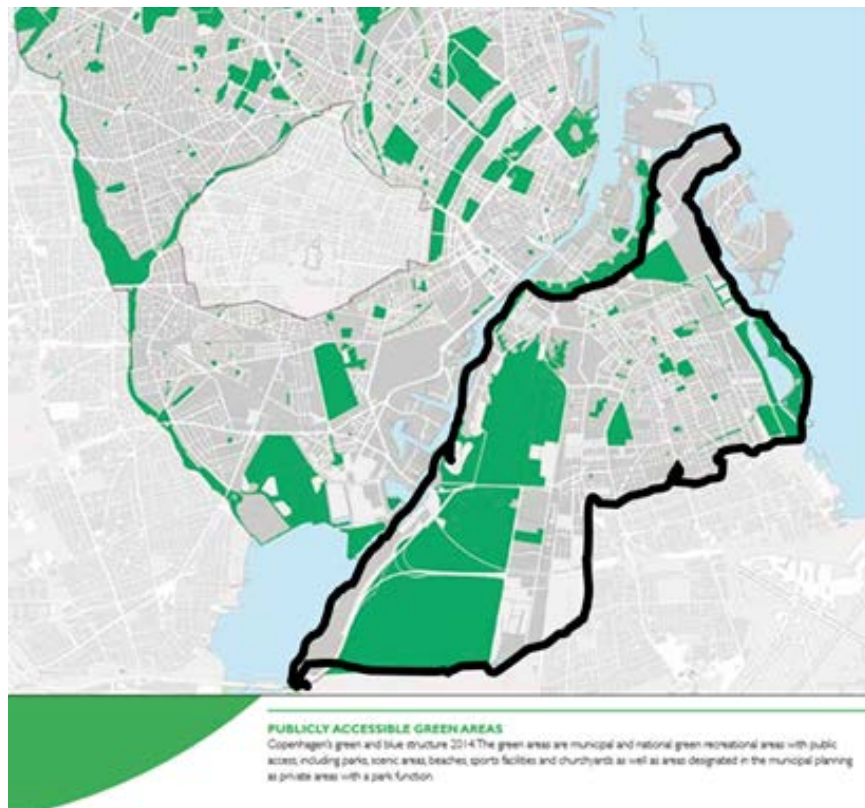 PUBLICLY ACCESSIBLE GREEN AREAS
Copenhagen's green and blue structure 2014. The green areas are municipal and national green recreational areas with public
access, including parks, scenic areas, beaches, sports facilities and churchyards as well as areas designated in the municipal planning
as private areas with a park function.